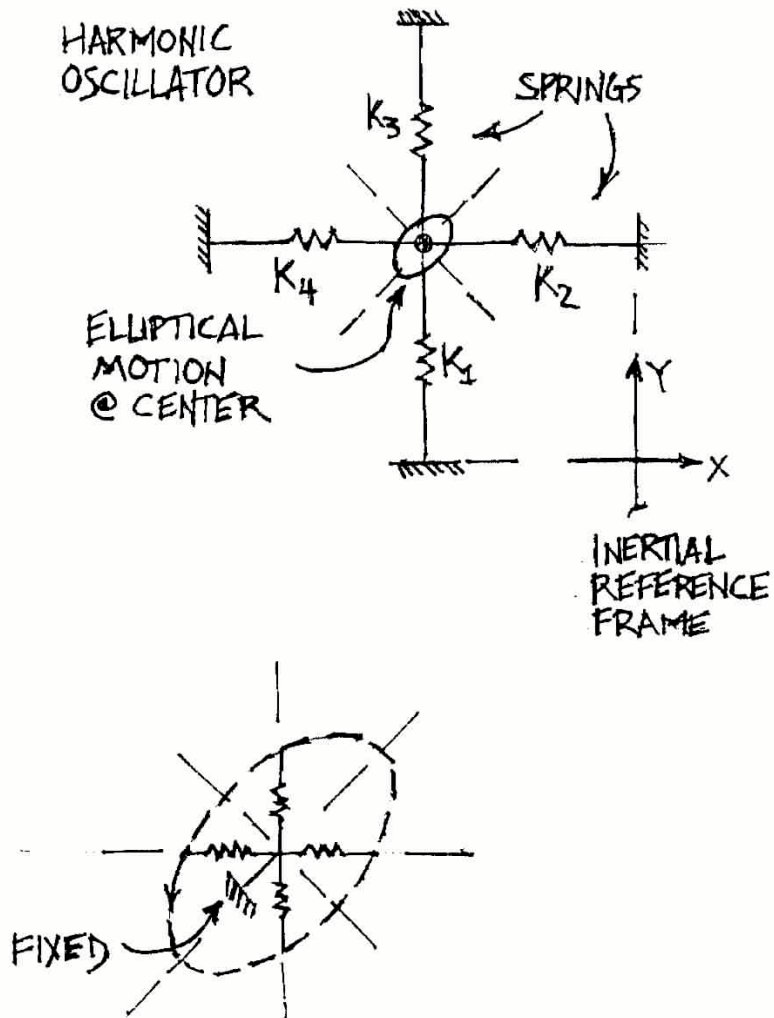 HARMONIC
OSCILLATOR
SPRINGS
K3
K4
K2
ELLIPTICAL
MOTION
@ CENTER
K1
Y
X
INERTIAL
REFERENCE
FRAME
FIXED